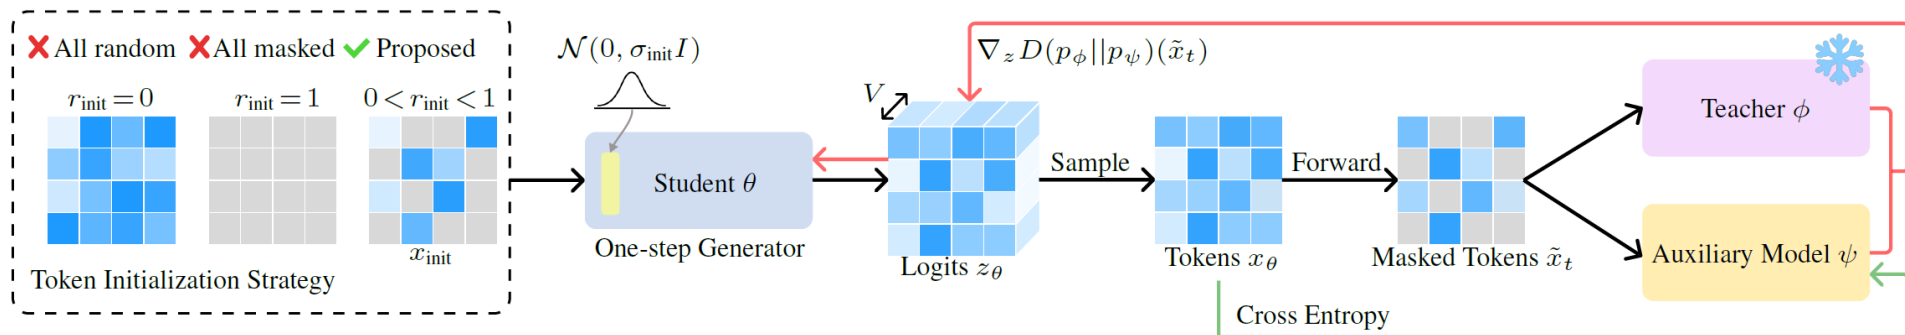 All random All masked Proposed
r_init = 0 r_init = 1 0 < r_init < 1
x_init
Token Initialization Strategy
𝒩(0, σ_init I)
Student θ
One-step Generator
∇_z D(p_ϕ||p_ψ)(x̃_t)
V
Logits z_θ
Sample
Tokens x_θ
Forward
Masked Tokens x̃_t
Teacher ϕ
Auxiliary Model ψ
Cross Entropy